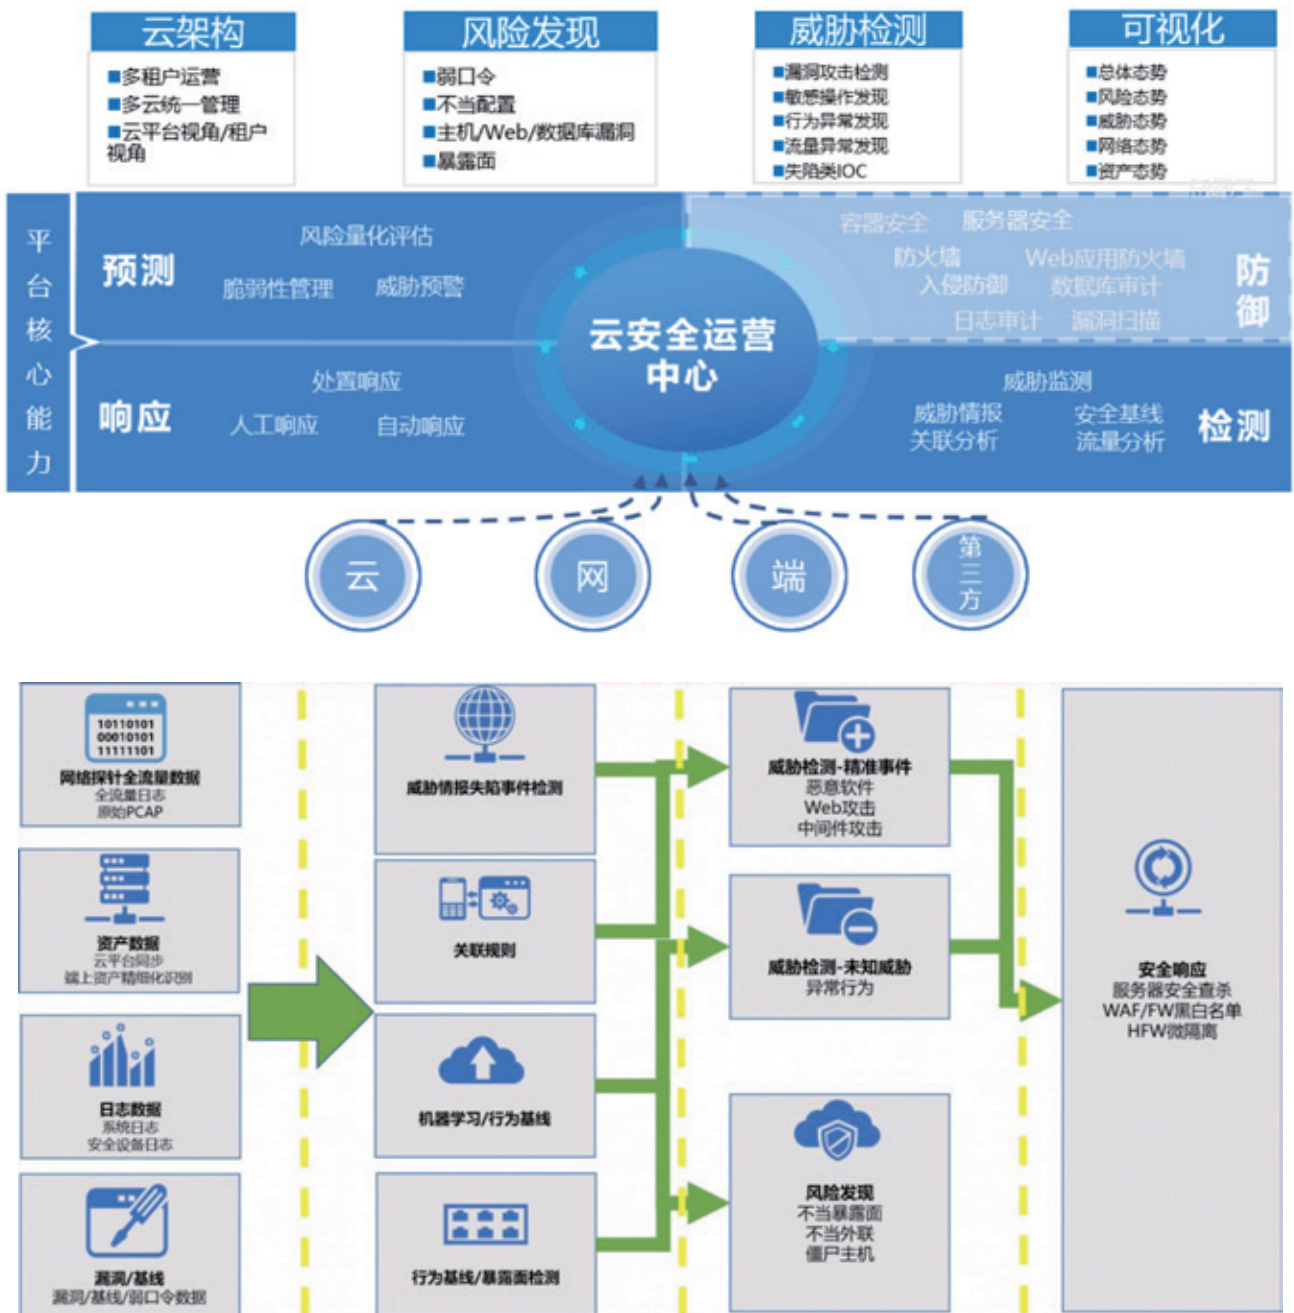 云架构
■多租户运营
■多云统一管理
■云平台视角/租户
视角
风险发现
■弱口令
■不当配置
■主机/Web/数据库漏洞
■暴露面
威胁检测
■漏洞攻击检测
■敏感操作发现
■行为异常发现
■流量异常发现
■失陷类IOC
可视化
■总体态势
■风险态势
■威胁态势
■网络态势
■资产态势
平台核心能力
预测
风险量化评估
脆弱性管理
威胁预警
响应
处置响应
人工响应
自动响应
云安全运营
中心
容器安全
服务器安全
防火墙
Web应用防火墙
入侵防御
数据库审计
日志审计
漏洞扫描
防御
威胁监测
威胁情报
安全基线
关联分析
流量分析
检测
云
网
端
第三方
10110101
00010101
11111101
网络探针全流量数据
全流量日志
原始PCAP
资产数据
云平台同步
端上资产精细化识别
日志数据
系统日志
安全设备日志
漏洞/基线
漏洞/基线/弱口令数据
威胁情报失陷事件检测
关联规则
机器学习/行为基线
行为基线/暴露面检测
威胁检测-精准事件
恶意软件
Web攻击
中间件攻击
威胁检测-未知威胁
异常行为
风险发现
不当暴露面
不当外联
僵尸主机
安全响应
服务器安全查杀
WAF/FW黑白名单
HFW微隔离